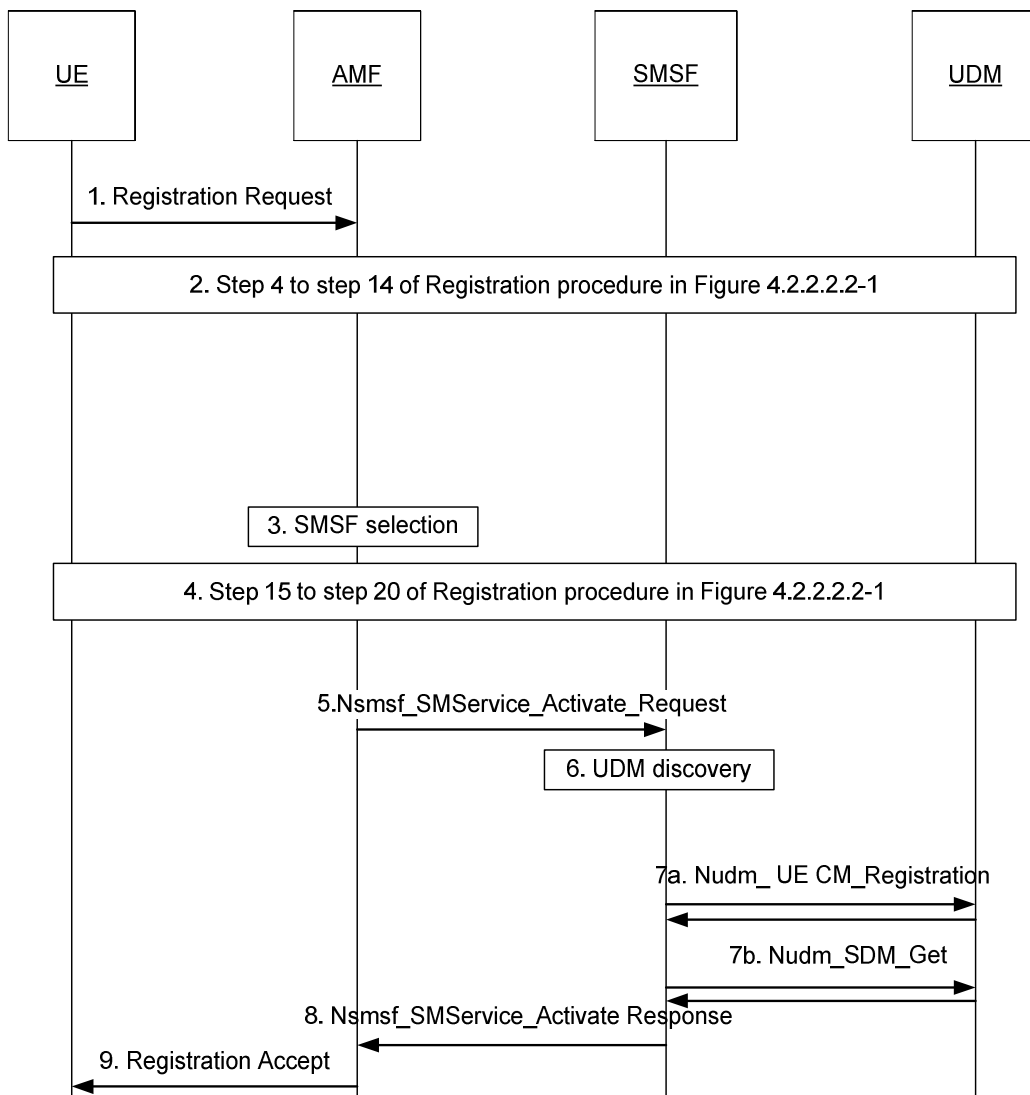 UE
AMF
SMSF
UDM
1. Registration Request
2. Step 4 to step 14 of Registration procedure in Figure 4.2.2.2.2-1
3. SMSF selection
4. Step 15 to step 20 of Registration procedure in Figure 4.2.2.2.2-1
5.Nsmsf_SMService_Activate_Request
6. UDM discovery
7a. Nudm_ UE CM_Registration
7b. Nudm_SDM_Get
8. Nsmsf_SMService_Activate Response
9. Registration Accept